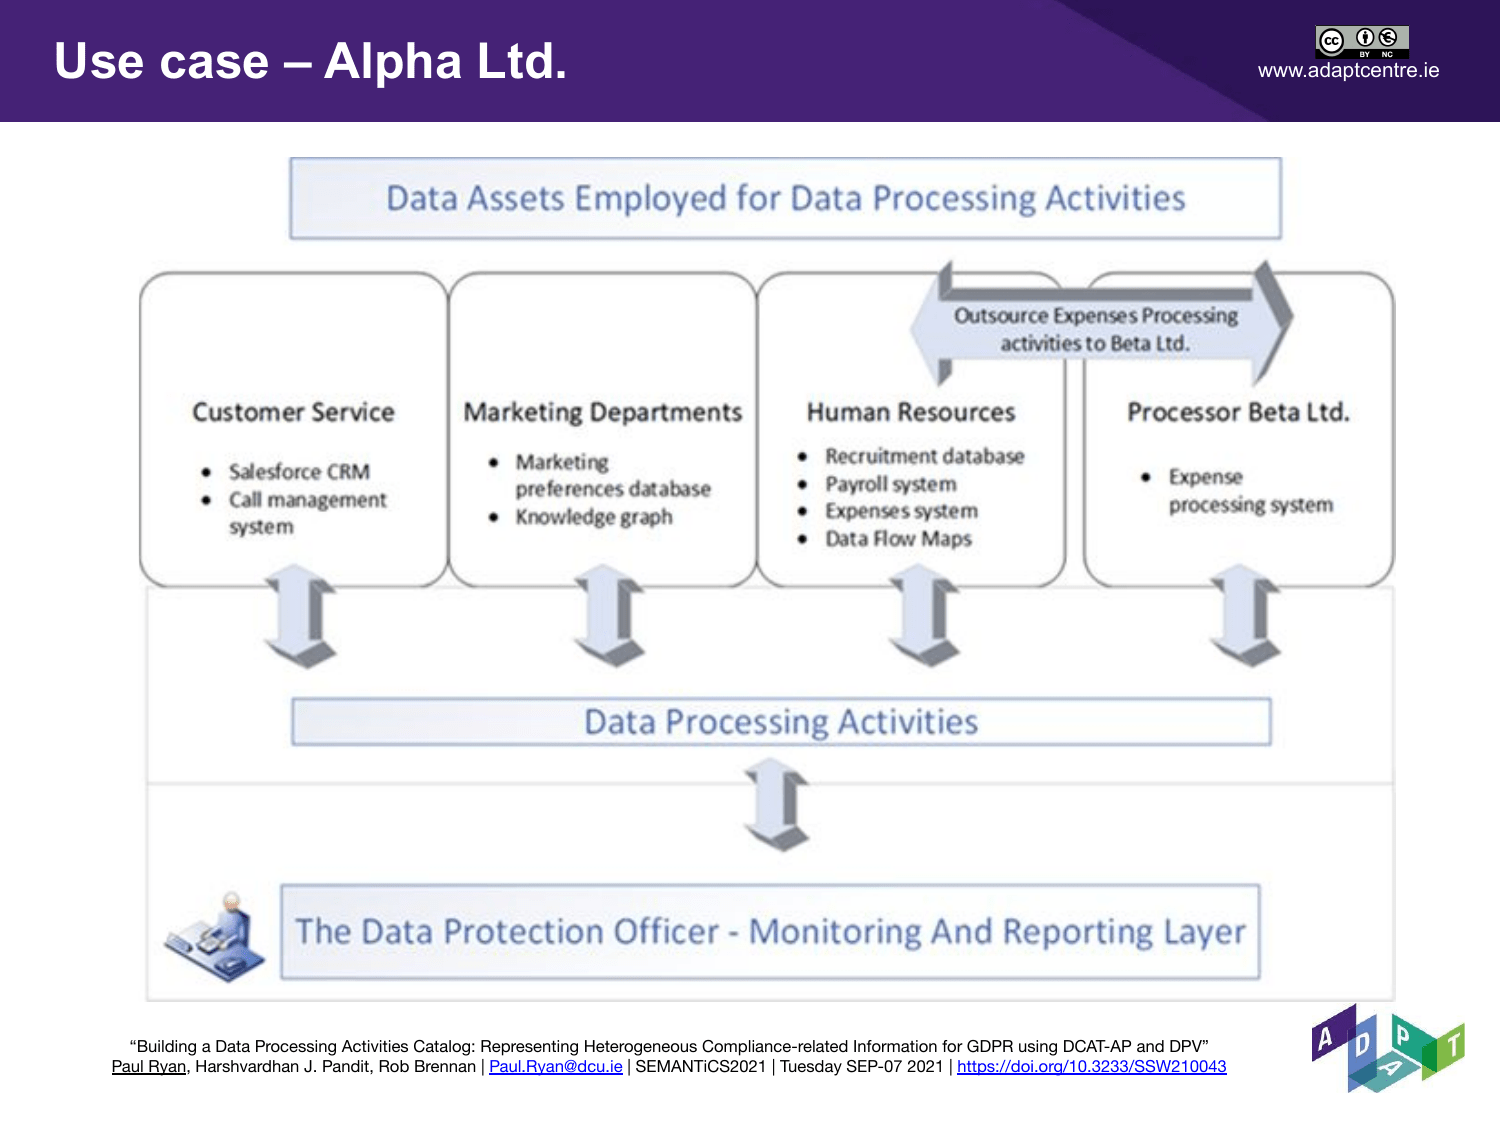 Use case – Alpha Ltd.
cc
BY NC
www.adaptcentre.ie
Data Assets Employed for Data Processing Activities
Outsource Expenses Processing
activities to Beta Ltd.
Customer Service
• Salesforce CRM
• Call management
system
Marketing Departments
• Marketing
preferences database
• Knowledge graph
Human Resources
• Recruitment database
• Payroll system
• Expenses system
• Data Flow Maps
Processor Beta Ltd.
• Expense
processing system
Data Processing Activities
The Data Protection Officer - Monitoring And Reporting Layer
“Building a Data Processing Activities Catalog: Representing Heterogeneous Compliance-related Information for GDPR using DCAT-AP and DPV”
Paul Ryan, Harshvardhan J. Pandit, Rob Brennan | Paul.Ryan@dcu.ie | SEMANTiCS2021 | Tuesday SEP-07 2021 | https://doi.org/10.3233/SSW210043
ADAPT